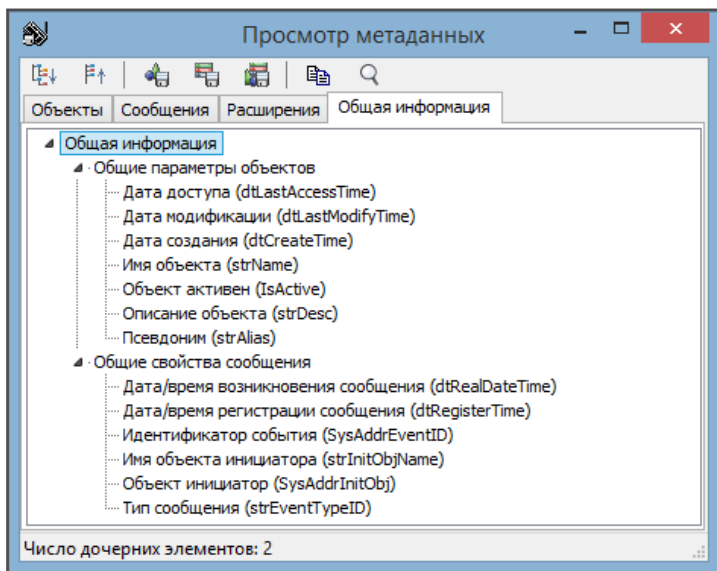 Просмотр метаданных
Объекты Сообщения Расширения Общая информация
Общая информация
Общие параметры объектов
Дата доступа (dtLastAccessTime)
Дата модификации (dtLastModifyTime)
Дата создания (dtCreateTime)
Имя объекта (strName)
Объект активен (IsActive)
Описание объекта (strDesc)
Псевдоним (strAlias)
Общие свойства сообщения
Дата/время возникновения сообщения (dtRealDateTime)
Дата/время регистрации сообщения (dtRegisterTime)
Идентификатор события (SysAddrEventID)
Имя объекта инициатора (strInitObjName)
Объект инициатор (SysAddrInitObj)
Тип сообщения (strEventTypeID)
Число дочерних элементов: 2